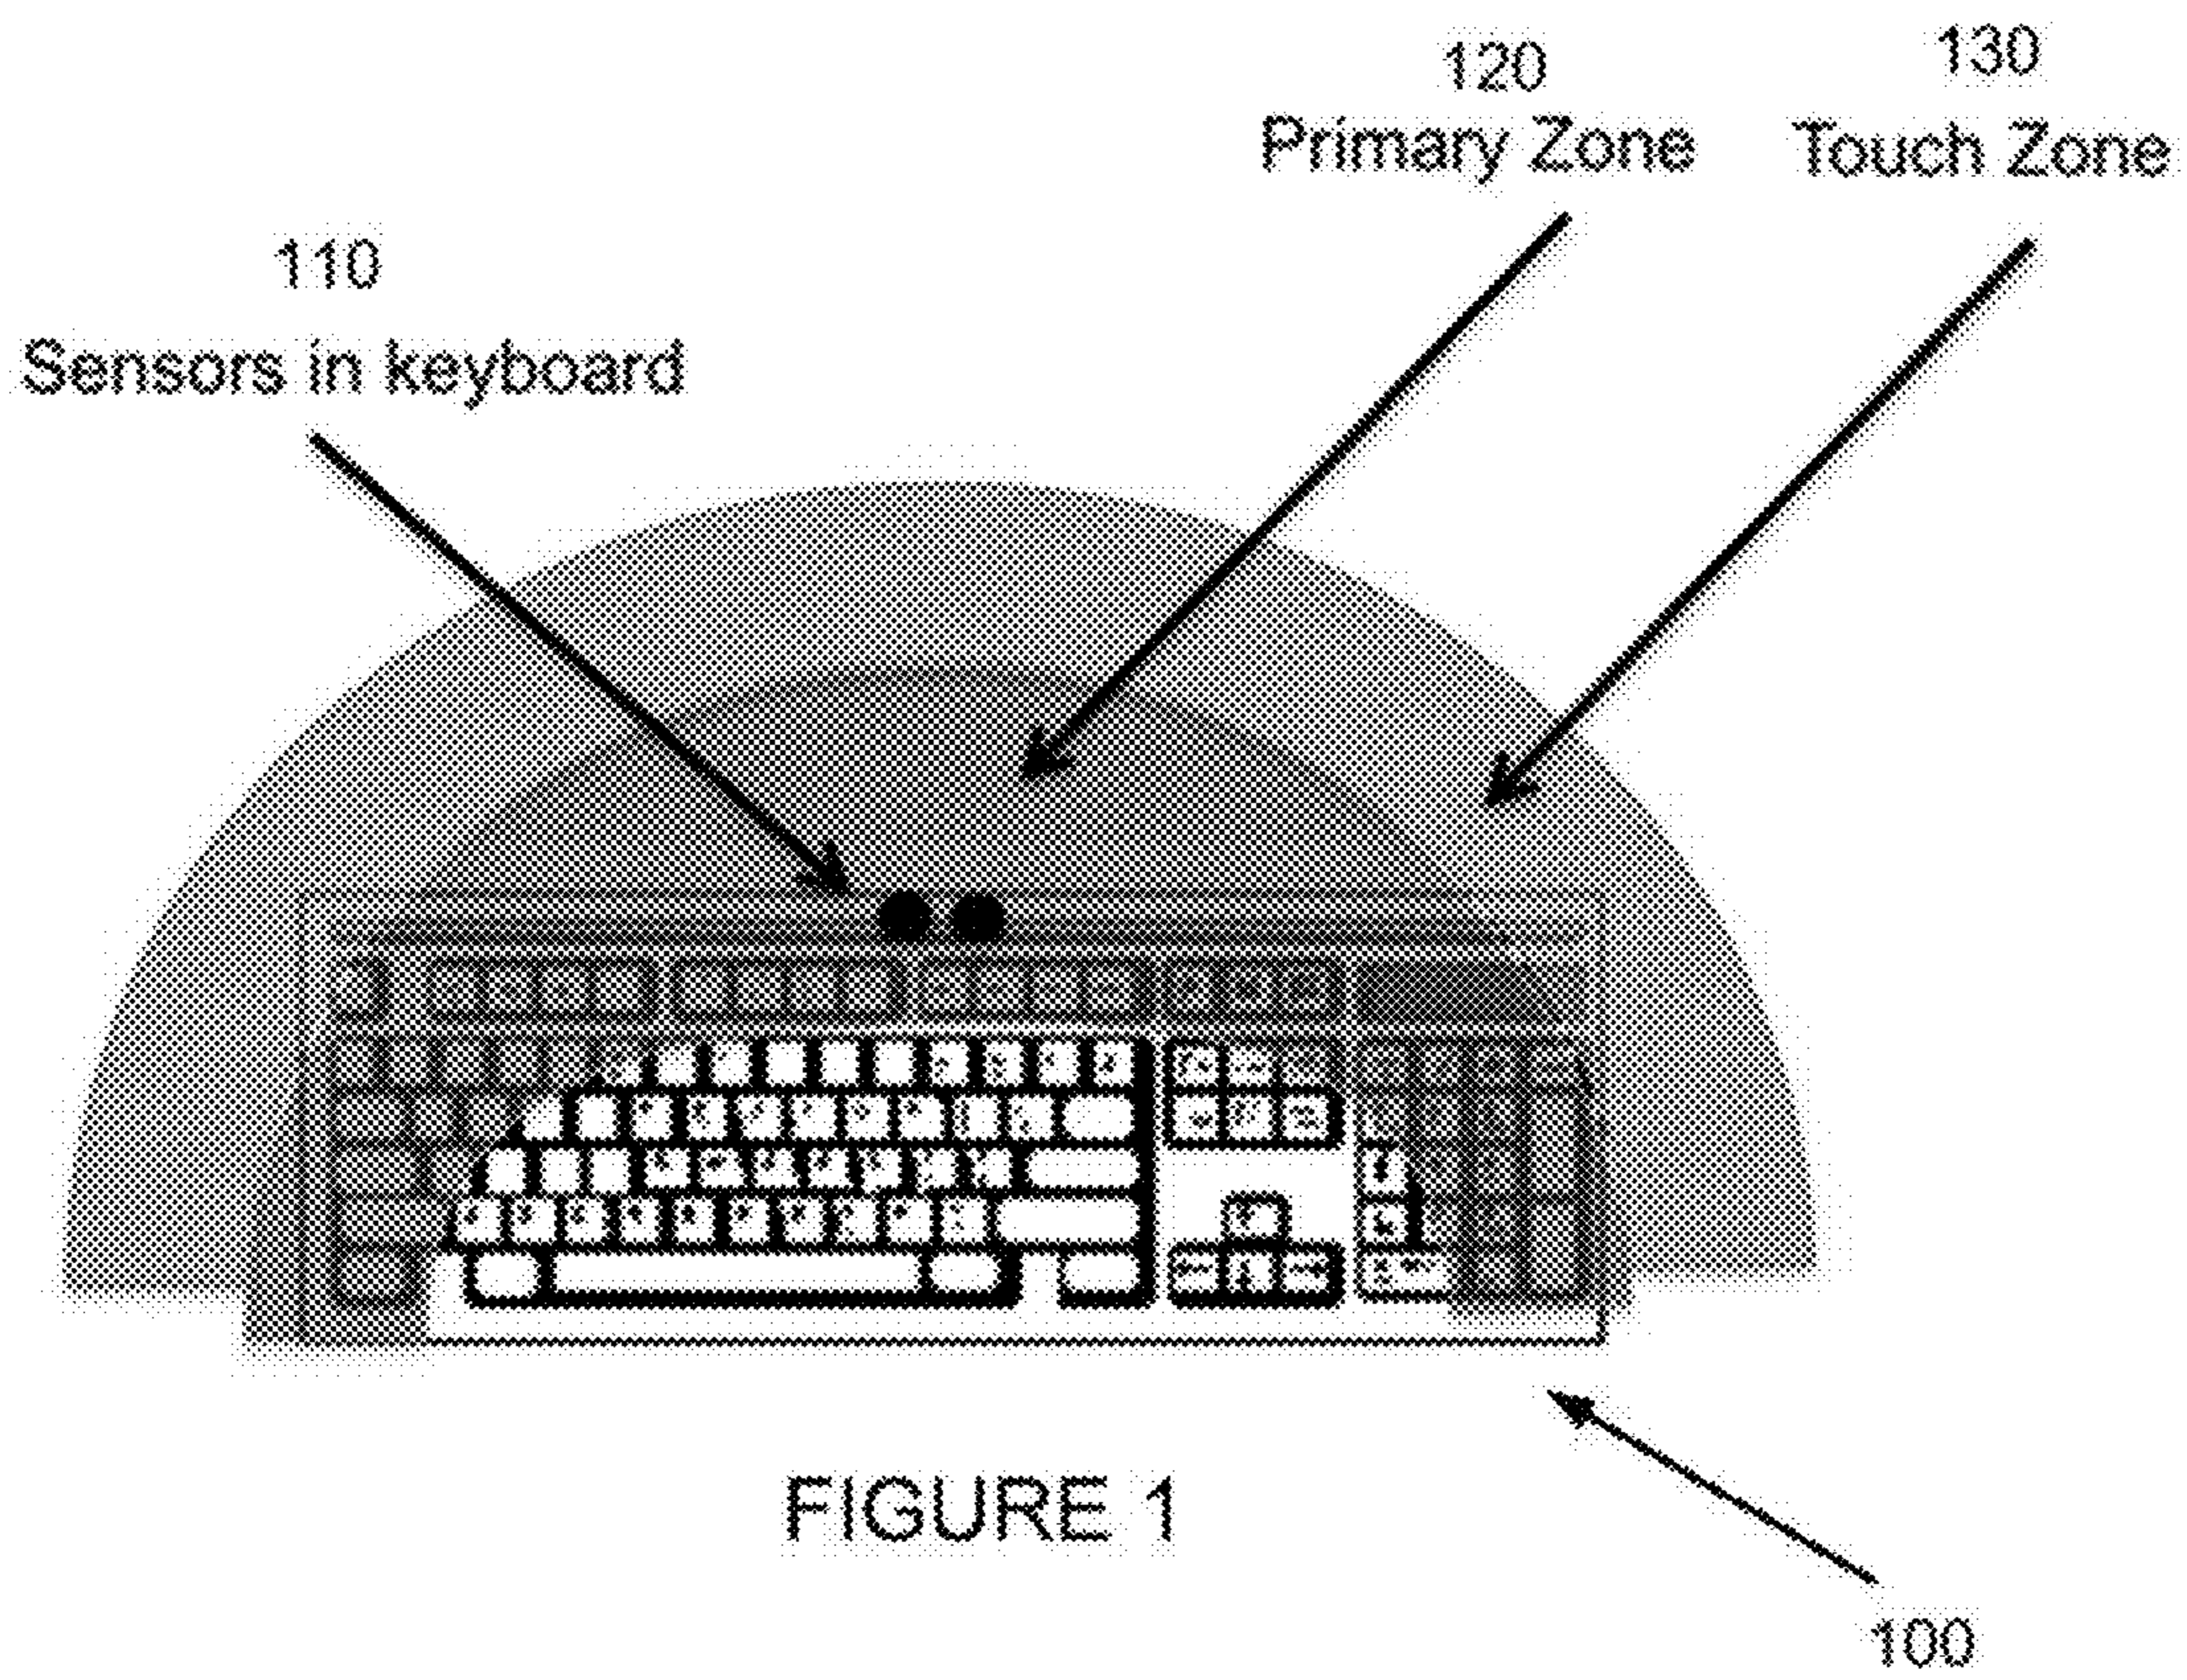 120
130
Primary Zone
Touch Zone
110
Sensors in keyboard
FIGURE 1
100